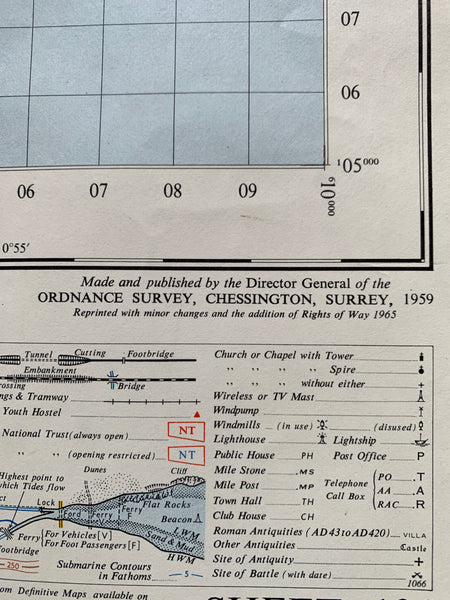 07
06
¹05⁰⁰⁰
06 07 08 09 ⁶10⁰⁰⁰
0°55′
Made and published by the Director General of the
ORDNANCE SURVEY, CHESSINGTON, SURREY, 1959
Reprinted with minor changes and the addition of Rights of Way 1965
Tunnel Cutting Footbridge
Embankment
Bridge
ngs & Tramway
Youth Hostel
National Trust (always open) NT
„ „ (opening restricted) NT
Highest point to
which Tides flow
Dunes
Cliff
Lock
Ford
Ferry
F
Ferry
F
Flat Rocks
Beacon
LWM
Sand & Mud
HWM
Ferry
For Vehicles [V]
For Foot Passengers [F]
Footbridge
250
Submarine Contours
in Fathoms 5
Church or Chapel with Tower
„ „ „ Spire
„ „ „ without either
Wireless or TV Mast
Windpump
Windmills (in use) (disused)
Lighthouse Lightship
Public House PH Post Office P
Mile Stone .MS
Mile Post .MP
Town Hall TH
Club House CH
Telephone
Call Box
PO .T
AA .A
RAC .R
Roman Antiquities (AD43 to AD420) VILLA
Other Antiquities Castle
Site of Antiquity
Site of Battle (with date) 1066
om Definitive Maps available on